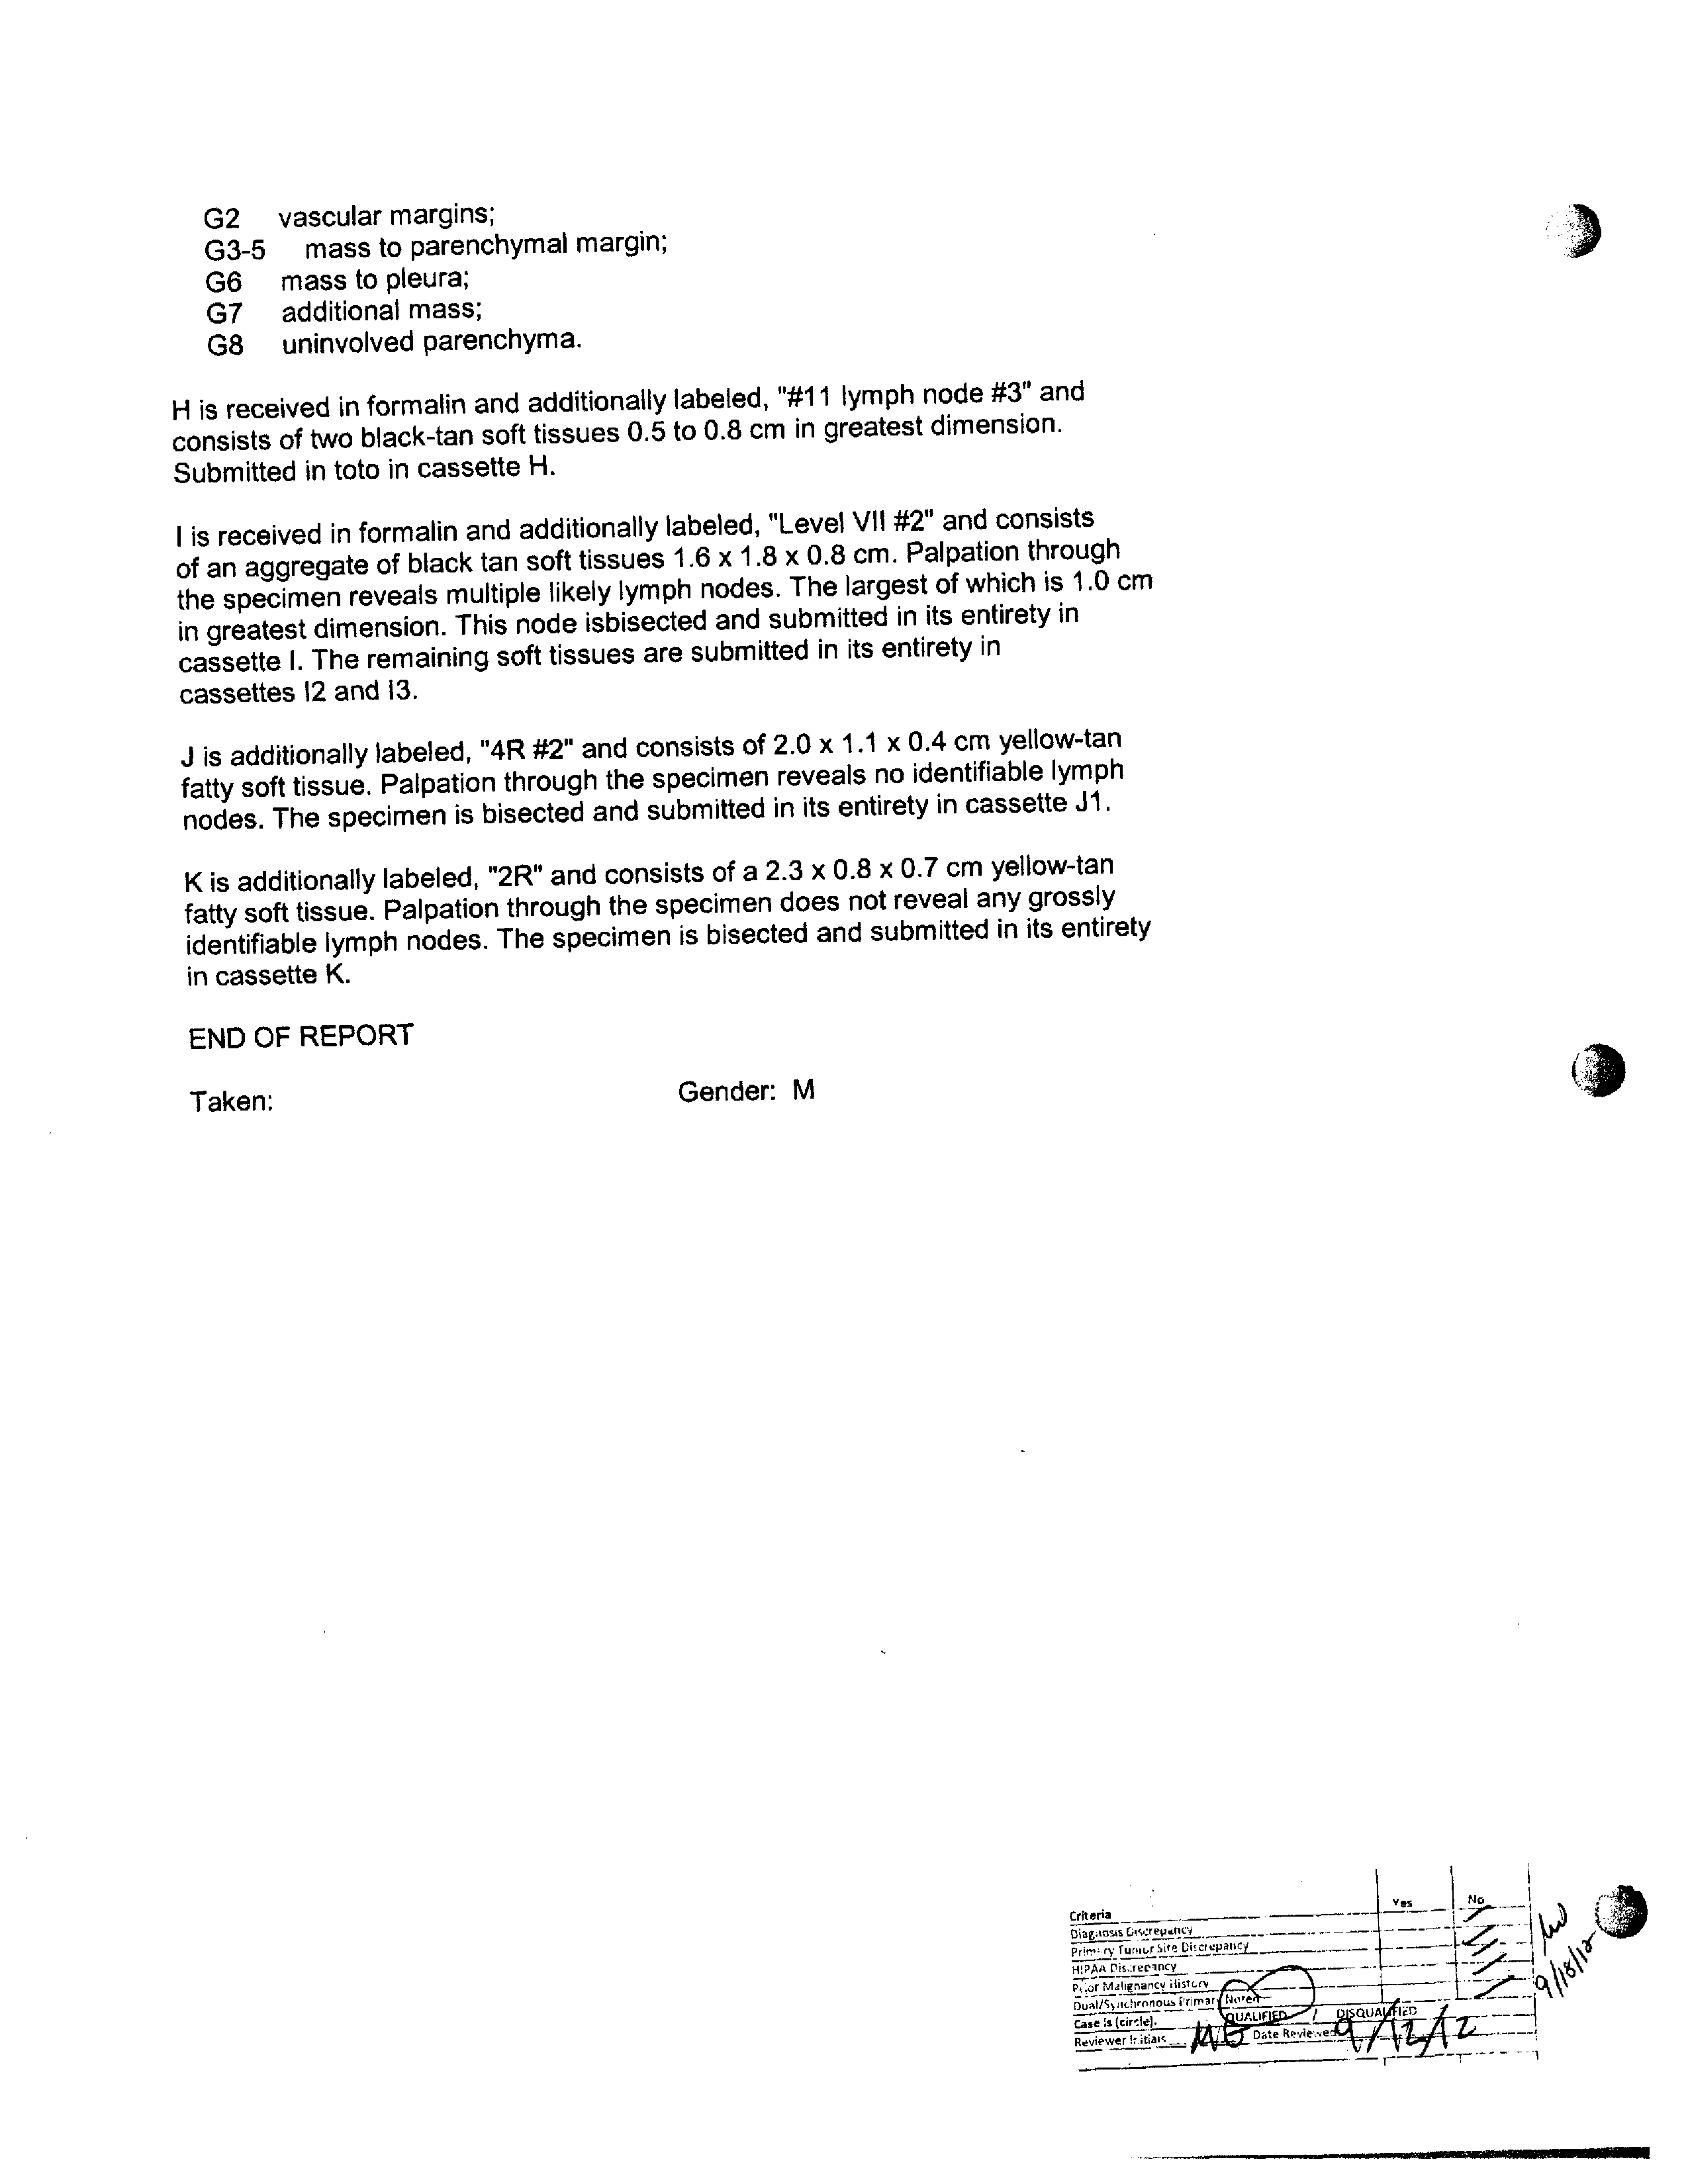 G2 vascular margins;
G3-5 mass to parenchymal margin;
G6 mass to pleura;
G7 additional mass;
G8 uninvolved parenchyma.
H is received in formalin and additionally labeled, "#11 lymph node #3" and
consists of two black-tan soft tissues 0.5 to 0.8 cm in greatest dimension.
Submitted in toto in cassette H.
I is received in formalin and additionally labeled, "Level VII #2" and consists
of an aggregate of black tan soft tissues 1.6 x 1.8 x 0.8 cm. Palpation through
the specimen reveals multiple likely lymph nodes. The largest of which is 1.0 cm
in greatest dimension. This node isbisected and submitted in its entirety in
cassette I. The remaining soft tissues are submitted in its entirety in
cassettes I2 and I3.
J is additionally labeled, "4R #2" and consists of 2.0 x 1.1 x 0.4 cm yellow-tan
fatty soft tissue. Palpation through the specimen reveals no identifiable lymph
nodes. The specimen is bisected and submitted in its entirety in cassette J1.
K is additionally labeled, "2R" and consists of a 2.3 x 0.8 x 0.7 cm yellow-tan
fatty soft tissue. Palpation through the specimen does not reveal any grossly
identifiable lymph nodes. The specimen is bisected and submitted in its entirety
in cassette K.
END OF REPORT
Taken: Gender: M
Criteria Yes No
Diagnosis Discrepancy
Primary Tumor Site Discrepancy
HIPAA Discrepancy
Prior Malignancy History
Dual/Synchronous Primary Noted
Case is (circle): QUALIFIED / DISQUALIFIED
Reviewer Initials Date Reviewed 9/12/12
9/18/12